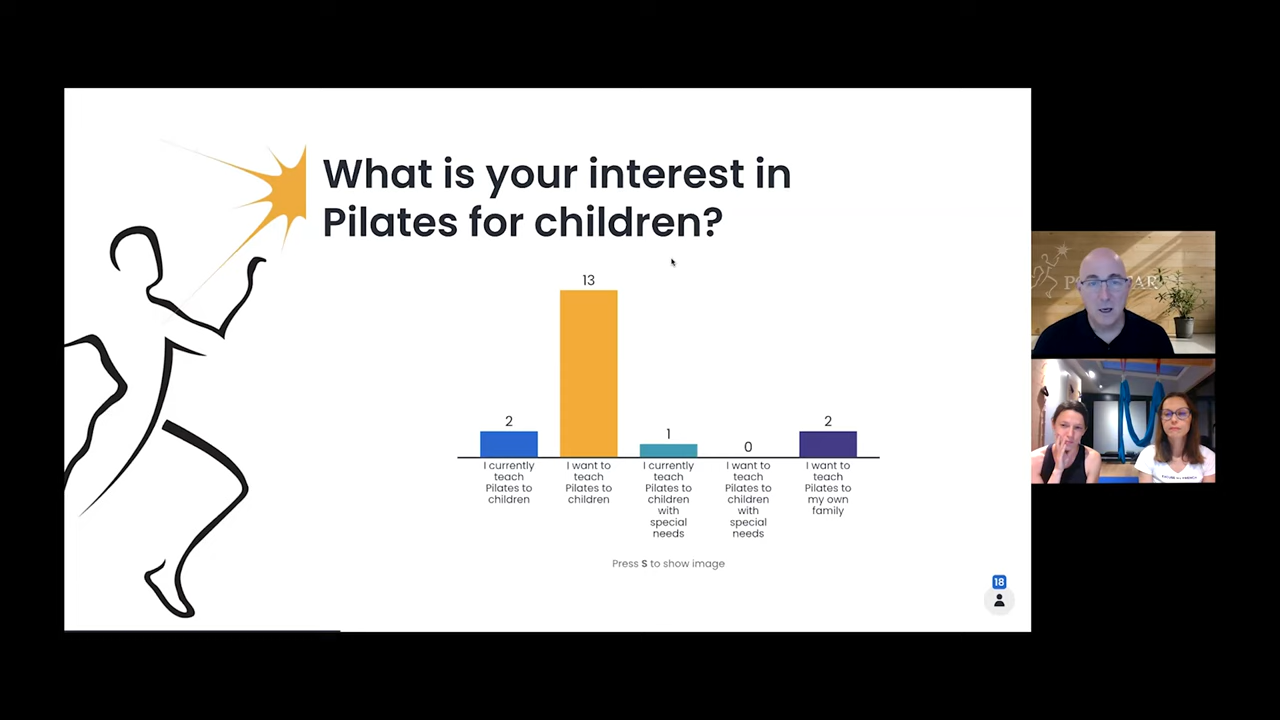 What is your interest in
Pilates for children?
13
2
1
0
2
I currently
teach
Pilates to
children
I want to
teach
Pilates to
children
I currently
teach
Pilates to
children
with
special
needs
I want to
teach
Pilates to
children
with
special
needs
I want to
teach
Pilates to
my own
family
Press S to show image
18